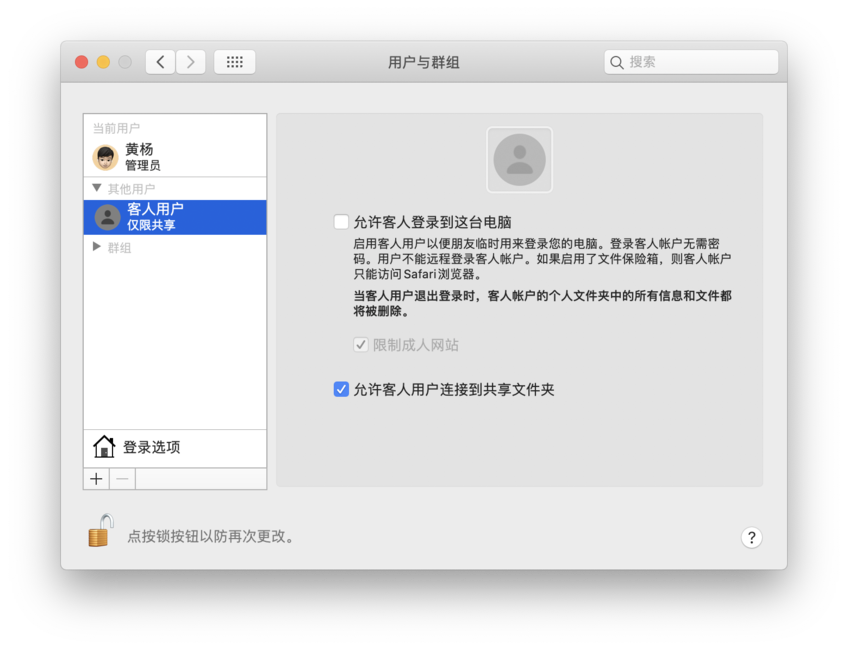 用户与群组
搜索
当前用户
黄杨
管理员
其他用户
客人用户
仅限共享
群组
登录选项
允许客人登录到这台电脑
启用客人用户以便朋友临时用来登录您的电脑。登录客人帐户无需密
码。用户不能远程登录客人帐户。如果启用了文件保险箱，则客人帐户
只能访问 Safari 浏览器。
当客人用户退出登录时，客人帐户的个人文件夹中的所有信息和文件都
将被删除。
限制成人网站
允许客人用户连接到共享文件夹
点按锁按钮以防再次更改。
?